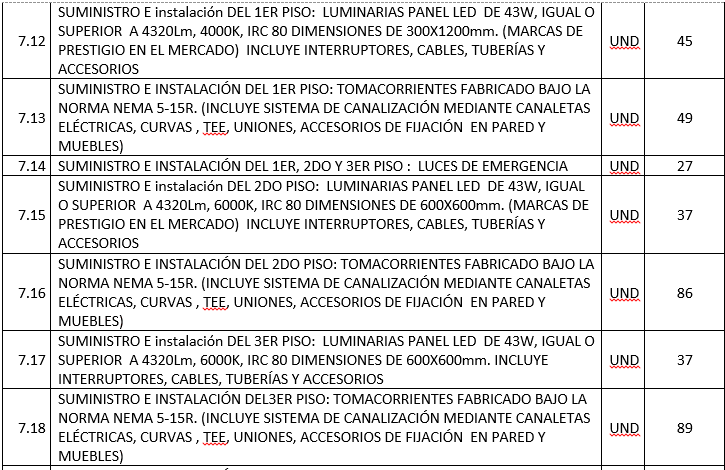 SUMINISTRO E instalación DEL 1ER PISO: LUMINARIAS PANEL LED DE 43W, IGUAL O
SUPERIOR A 4320Lm, 4000K, IRC 80 DIMENSIONES DE 300X1200mm. (MARCAS DE
7.12 PRESTIGIO EN EL MERCADO) INCLUYE INTERRUPTORES, CABLES, TUBERÍAS Y UND 45
ACCESORIOS
SUMINISTRO E INSTALACIÓN DEL 1ER PISO: TOMACORRIENTES FABRICADO BAJO LA
NORMA NEMA 5-15R. (INCLUYE SISTEMA DE CANALIZACIÓN MEDIANTE CANALETAS
7.13 ELÉCTRICAS, CURVAS , TEE, UNIONES, ACCESORIOS DE FIJACIÓN EN PARED Y UND 49
MUEBLES)
7.14 SUMINISTRO E INSTALACIÓN DEL 1ER, 2DO Y 3ER PISO : LUCES DE EMERGENCIA UND 27
SUMINISTRO E instalación DEL 2DO PISO: LUMINARIAS PANEL LED DE 43W, IGUAL
O SUPERIOR A 4320Lm, 6000K, IRC 80 DIMENSIONES DE 600X600mm. (MARCAS DE
7.15 PRESTIGIO EN EL MERCADO) INCLUYE INTERRUPTORES, CABLES, TUBERÍAS Y UND 37
ACCESORIOS
SUMINISTRO E INSTALACIÓN DEL 2DO PISO: TOMACORRIENTES FABRICADO BAJO LA
NORMA NEMA 5-15R. (INCLUYE SISTEMA DE CANALIZACIÓN MEDIANTE CANALETAS
7.16 ELÉCTRICAS, CURVAS , TEE, UNIONES, ACCESORIOS DE FIJACIÓN EN PARED Y UND 86
MUEBLES)
SUMINISTRO E instalación DEL 3ER PISO: LUMINARIAS PANEL LED DE 43W, IGUAL O
7.17 SUPERIOR A 4320Lm, 6000K, IRC 80 DIMENSIONES DE 600X600mm. INCLUYE UND 37
INTERRUPTORES, CABLES, TUBERÍAS Y ACCESORIOS
SUMINISTRO E INSTALACIÓN DEL3ER PISO: TOMACORRIENTES FABRICADO BAJO LA
NORMA NEMA 5-15R. (INCLUYE SISTEMA DE CANALIZACIÓN MEDIANTE CANALETAS
7.18 ELÉCTRICAS, CURVAS , TEE, UNIONES, ACCESORIOS DE FIJACIÓN EN PARED Y UND 89
MUEBLES)